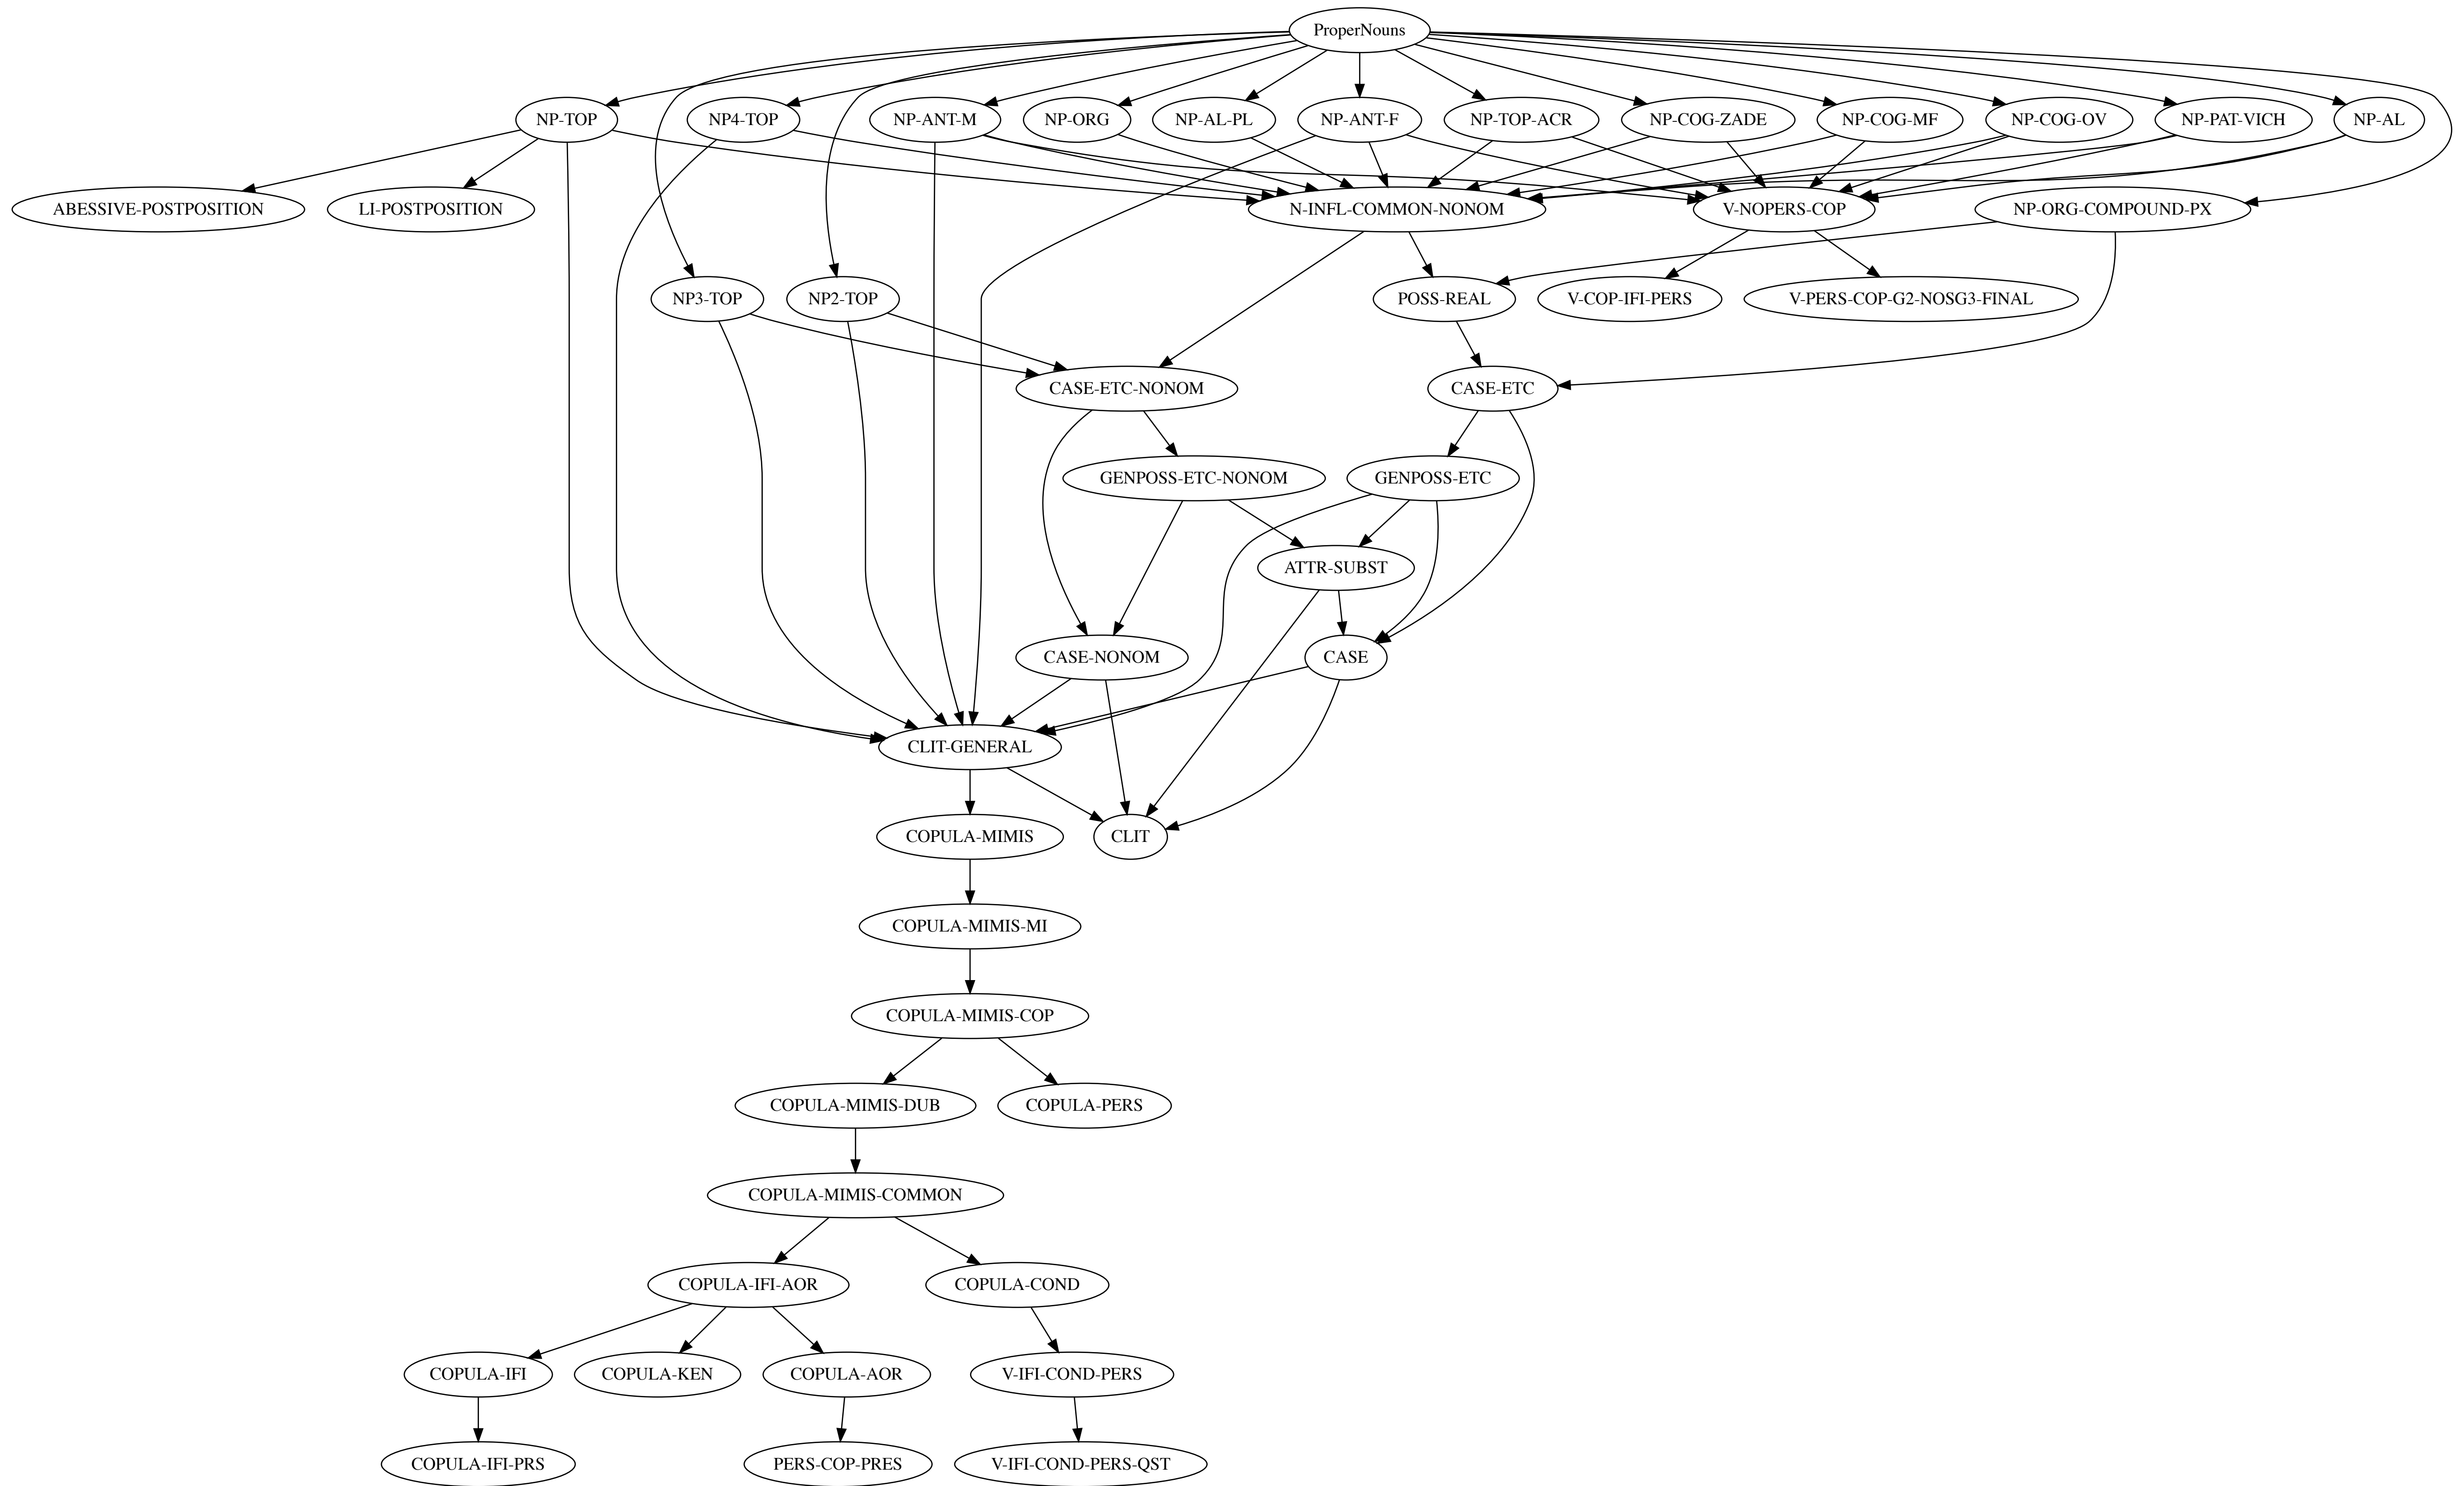 ProperNouns
NP-TOP
NP4-TOP
NP-ANT-M
NP-ORG
NP-AL-PL
NP-ANT-F
NP-TOP-ACR
NP-COG-ZADE
NP-COG-MF
NP-COG-OV
NP-PAT-VICH
NP-AL
ABESSIVE-POSTPOSITION
LI-POSTPOSITION
N-INFL-COMMON-NONOM
V-NOPERS-COP
NP-ORG-COMPOUND-PX
NP3-TOP
NP2-TOP
POSS-REAL
V-COP-IFI-PERS
V-PERS-COP-G2-NOSG3-FINAL
CASE-ETC-NONOM
CASE-ETC
GENPOSS-ETC-NONOM
GENPOSS-ETC
ATTR-SUBST
CASE-NONOM
CASE
CLIT-GENERAL
COPULA-MIMIS
CLIT
COPULA-MIMIS-MI
COPULA-MIMIS-COP
COPULA-MIMIS-DUB
COPULA-PERS
COPULA-MIMIS-COMMON
COPULA-IFI-AOR
COPULA-COND
COPULA-IFI
COPULA-KEN
COPULA-AOR
V-IFI-COND-PERS
COPULA-IFI-PRS
PERS-COP-PRES
V-IFI-COND-PERS-QST